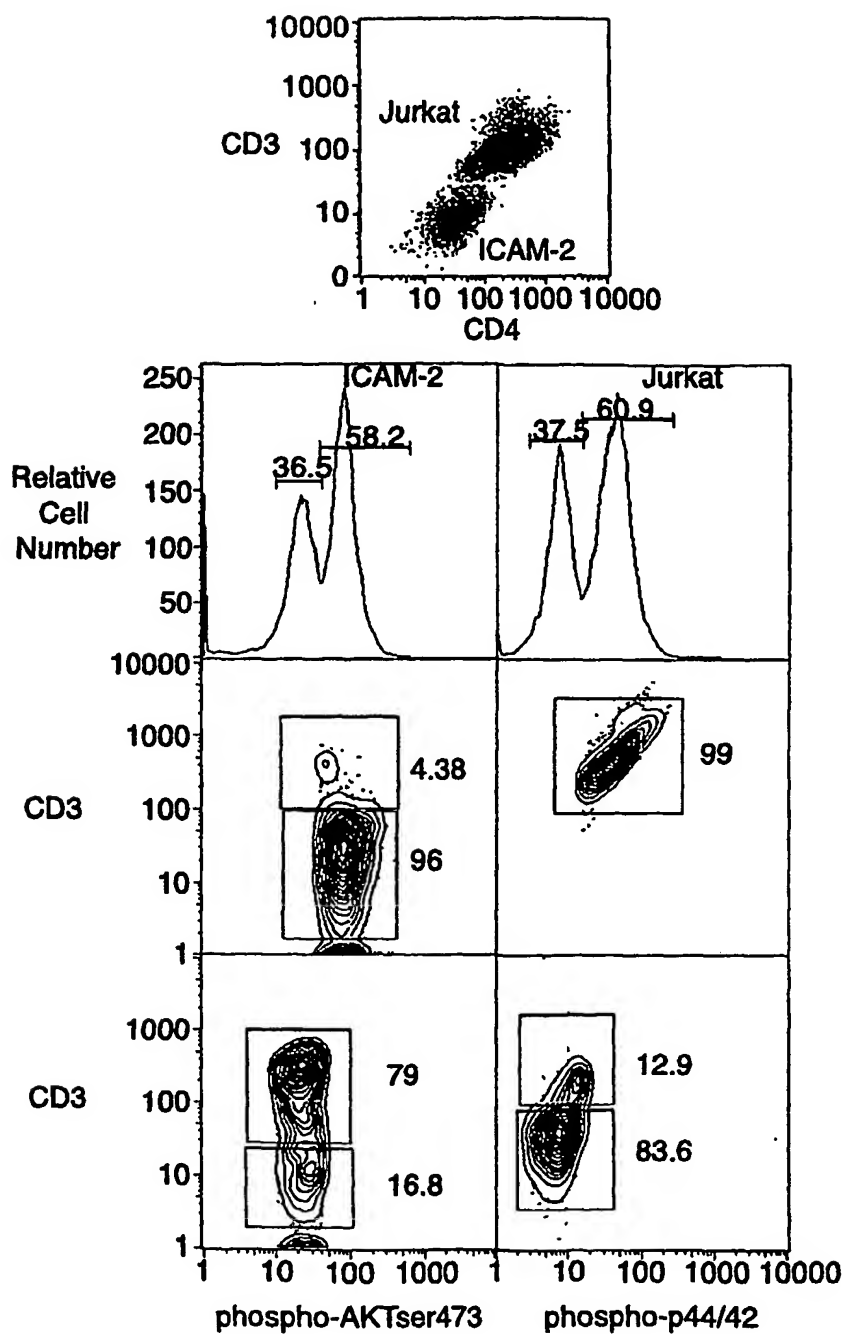 10000
1000
CD3 100
10
0
Jurkat
ICAM-2
1 10 100 1000 10000
CD4
ICAM-2 Jurkat
250
200
150
100
50
Relative
Cell
Number
36.5 58.2
37.5 60.9
10000
1000
CD3 100
10
1
4.38
96
99
CD3
1000
100
10
1
79
16.8
12.9
83.6
1 10 100 1000 1 10 100 1000 10000
phospho-AKTser473 phospho-p44/42